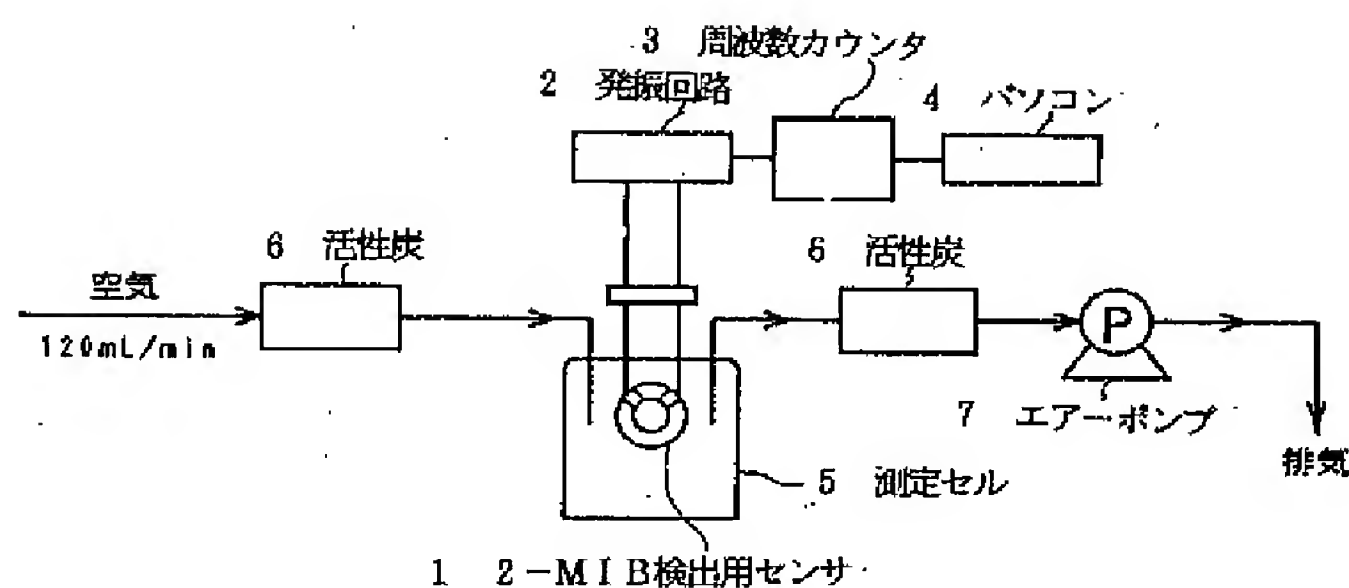 3 周波数カウンタ
2 発振回路
4 パソコン
6 活性炭
6 活性炭
空気
120mL/min
P
7 エアーポンプ
排気
5 測定セル
1 2-MIB検出用センサ